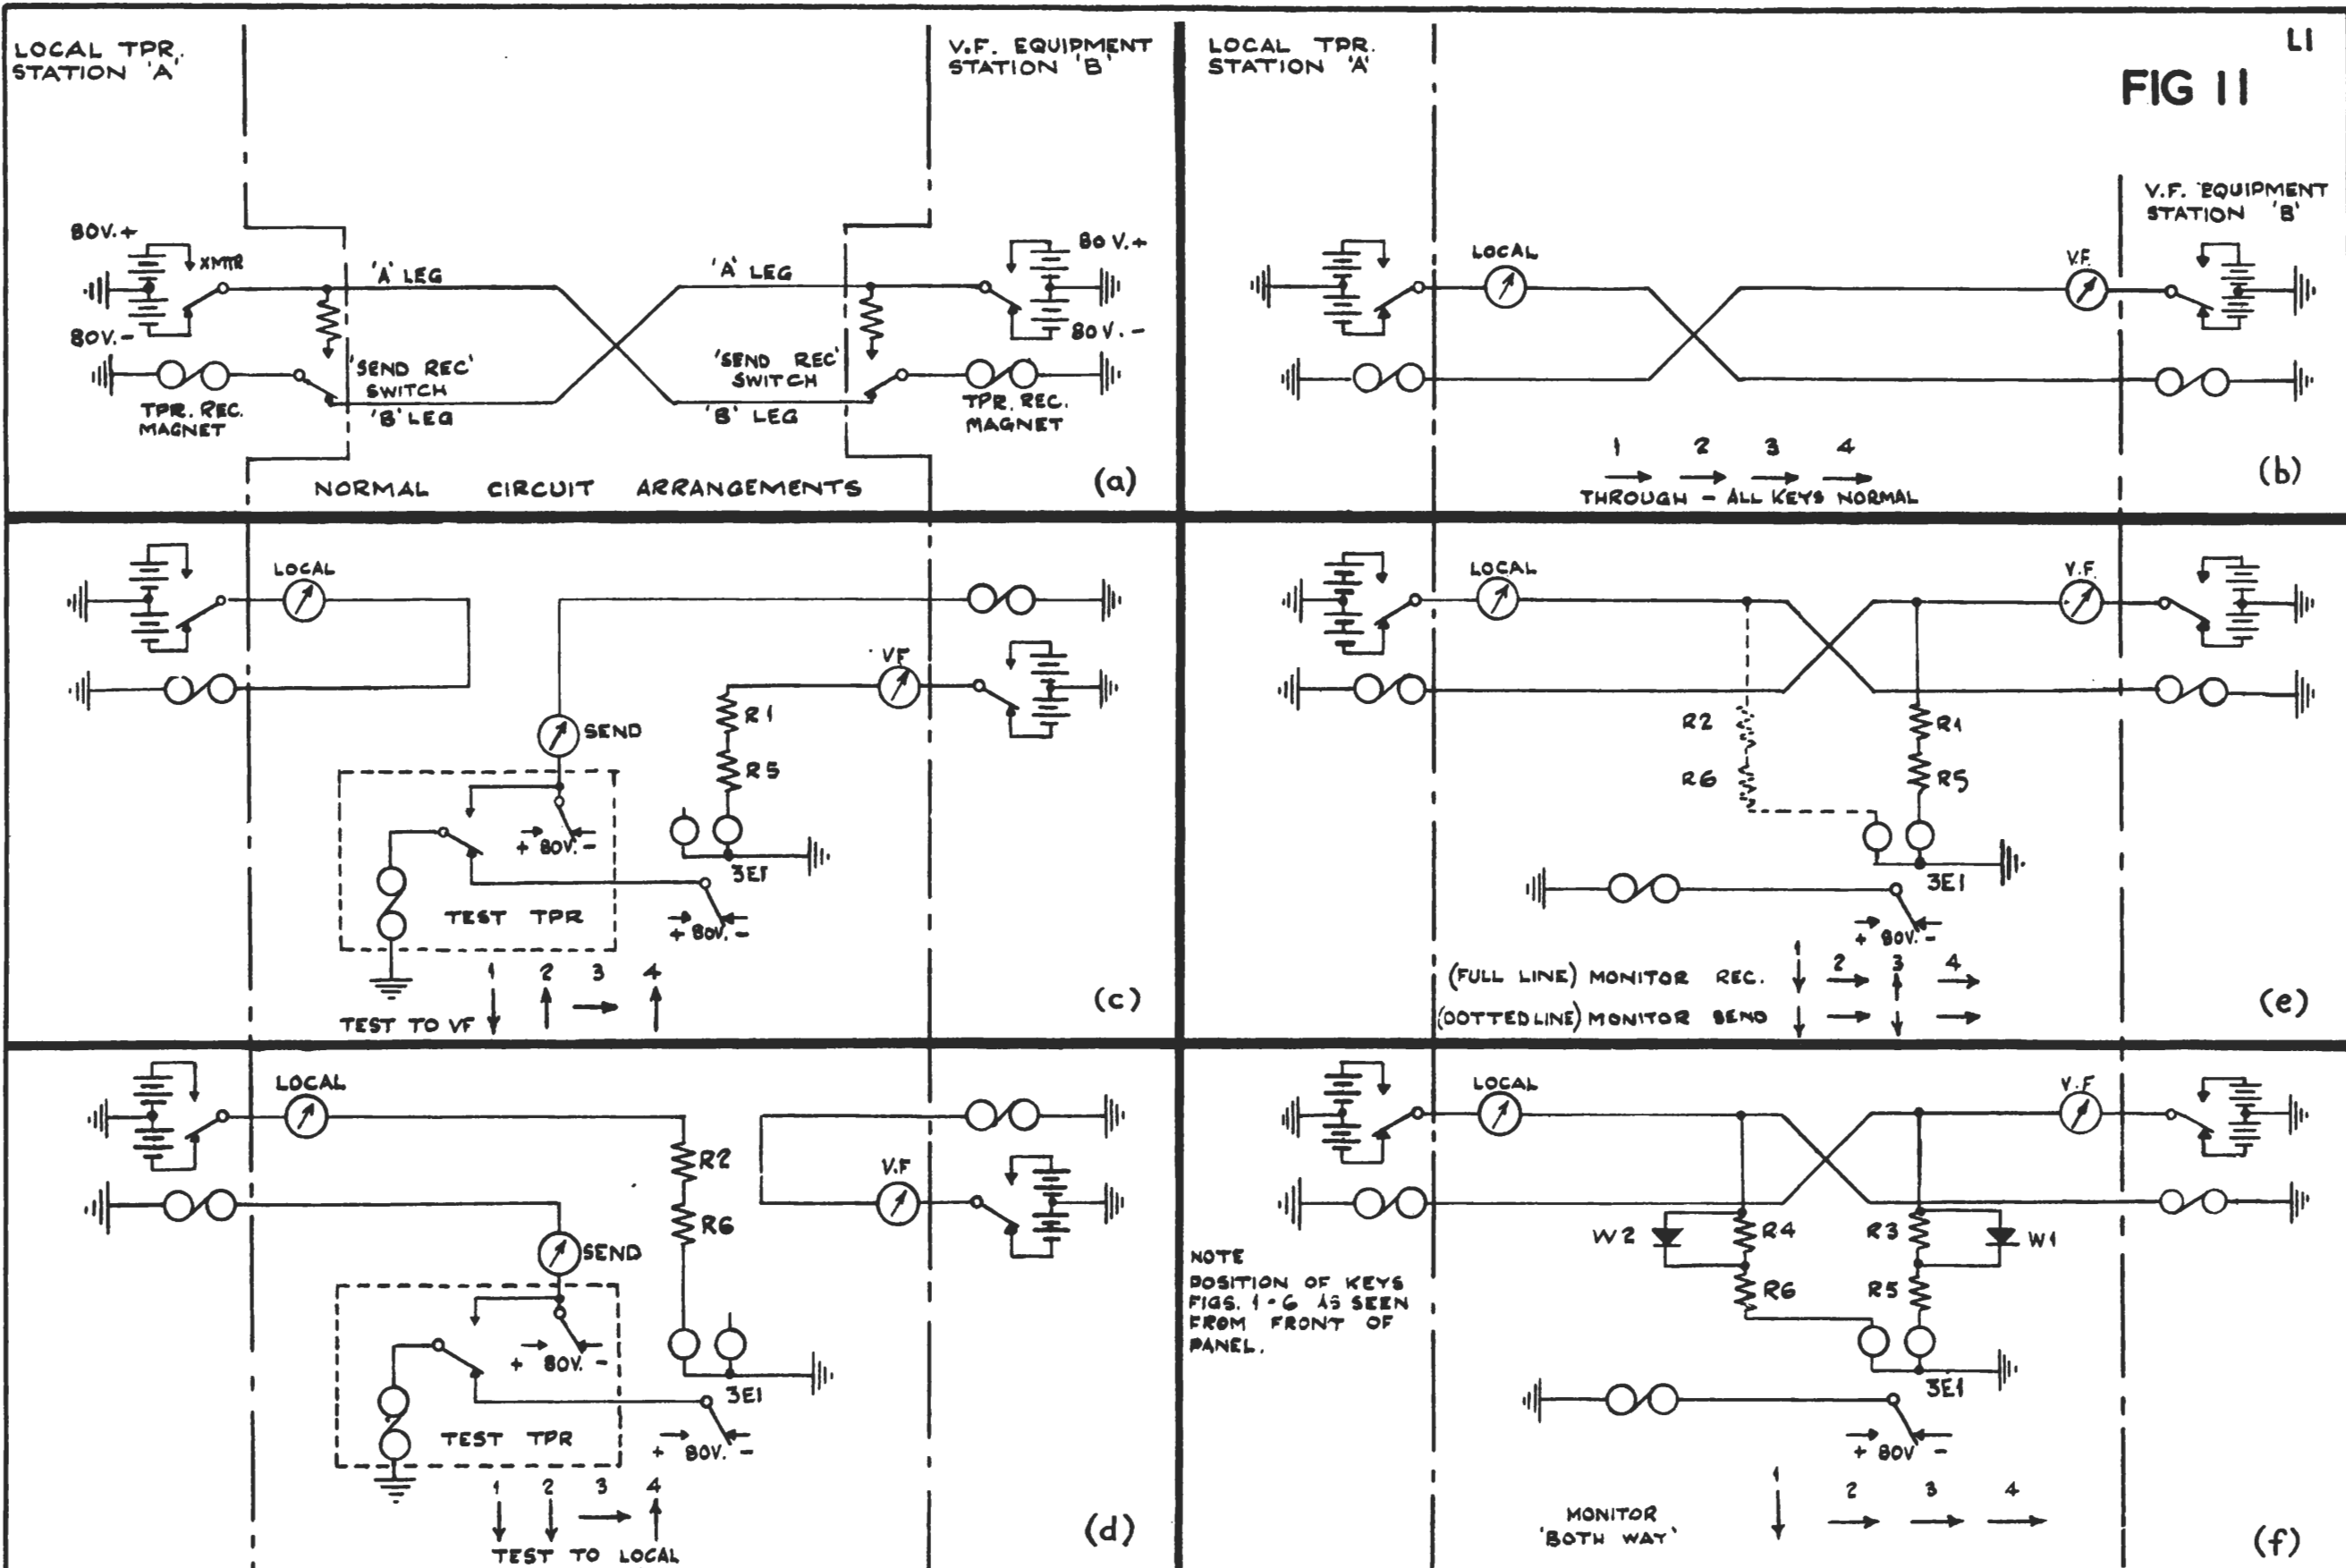 LOCAL TPR.
STATION 'A'
V.F. EQUIPMENT
STATION 'B'
80V.+
XMTR
80V.-
'A' LEG
'A' LEG
80 V.+
80 V.-
'SEND REC'
SWITCH
'B' LEG
'SEND REC'
SWITCH
'B' LEG
TPR. REC.
MAGNET
TPR. REC.
MAGNET
NORMAL CIRCUIT ARRANGEMENTS
(a)
LOCAL TPR.
STATION 'A'
L1
FIG 11
V.F. EQUIPMENT
STATION 'B'
LOCAL
V.F.
1 2 3 4
THROUGH - ALL KEYS NORMAL
(b)
LOCAL
VF
R1
SEND
R5
+ 80V. -
3E1
TEST TPR
+ 80V. -
1 2 3 4
TEST TO VF
(c)
LOCAL
V.F.
R2
R1
R6
R5
3E1
+ 80V. -
1 2 3 4
(FULL LINE) MONITOR REC.
(DOTTED LINE) MONITOR SEND
(e)
LOCAL
R2
V.F
R6
SEND
+ 80V. -
3E1
TEST TPR
+ 80V. -
1 2 3 4
TEST TO LOCAL
(d)
LOCAL
V.F
W2
R4
R3
W1
R6
R5
NOTE
POSITION OF KEYS
FIGS. 1-6 AS SEEN
FROM FRONT OF
PANEL.
3E1
+ 80V -
1 2 3 4
MONITOR
'BOTH WAY'
(f)